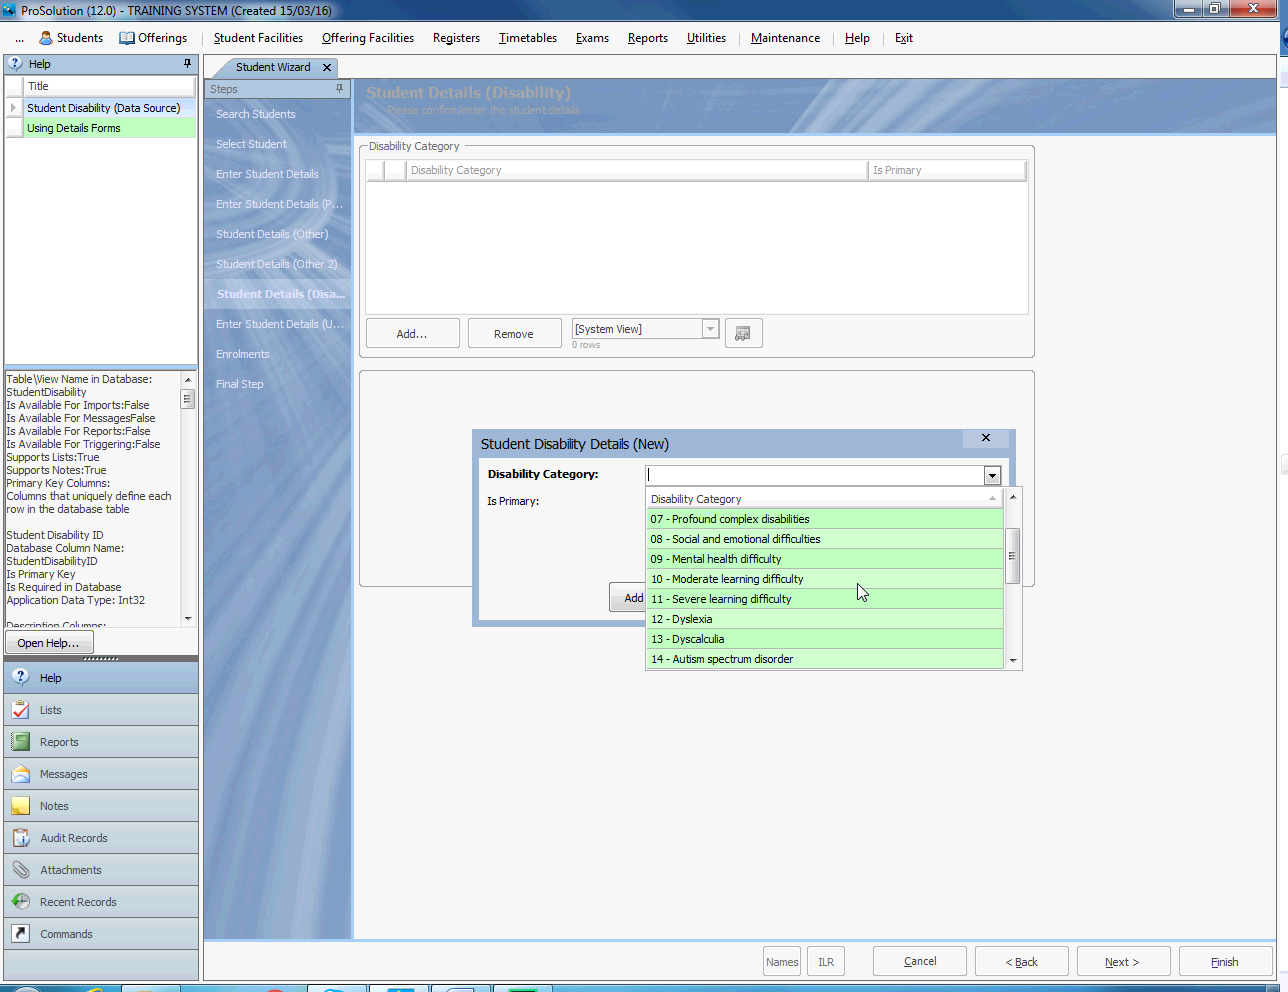 ProSolution (12.0) - TRAINING SYSTEM (Created 15/03/16)
... Students Offerings Student Facilities Offering Facilities Registers Timetables Exams Reports Utilities Maintenance Help Exit
Help
Title
Student Disability (Data Source)
Using Details Forms
Table\View Name in Database:
StudentDisability
Is Available For Imports:False
Is Available For MessagesFalse
Is Available For Reports:False
Is Available For Triggering:False
Supports Lists:True
Supports Notes:True
Primary Key Columns:
Columns that uniquely define each
row in the database table
Student Disability ID
Database Column Name:
StudentDisabilityID
Is Primary Key
Is Required in Database
Application Data Type: Int32
Description Columns:
Open Help...
Help
Lists
Reports
Messages
Notes
Audit Records
Attachments
Recent Records
Commands
Student Wizard
Steps
Search Students
Select Student
Enter Student Details
Enter Student Details (P...
Student Details (Other)
Student Details (Other 2)
Student Details (Disa...
Enter Student Details (U...
Enrolments
Final Step
Student Details (Disability)
Please confirm/enter the student details
Disability Category
Disability Category Is Primary
Add... Remove [System View]
0 rows
Student Disability Details (New)
Disability Category:
Is Primary:
Add
Disability Category
07 - Profound complex disabilities
08 - Social and emotional difficulties
09 - Mental health difficulty
10 - Moderate learning difficulty
11 - Severe learning difficulty
12 - Dyslexia
13 - Dyscalculia
14 - Autism spectrum disorder
Names ILR Cancel < Back Next > Finish